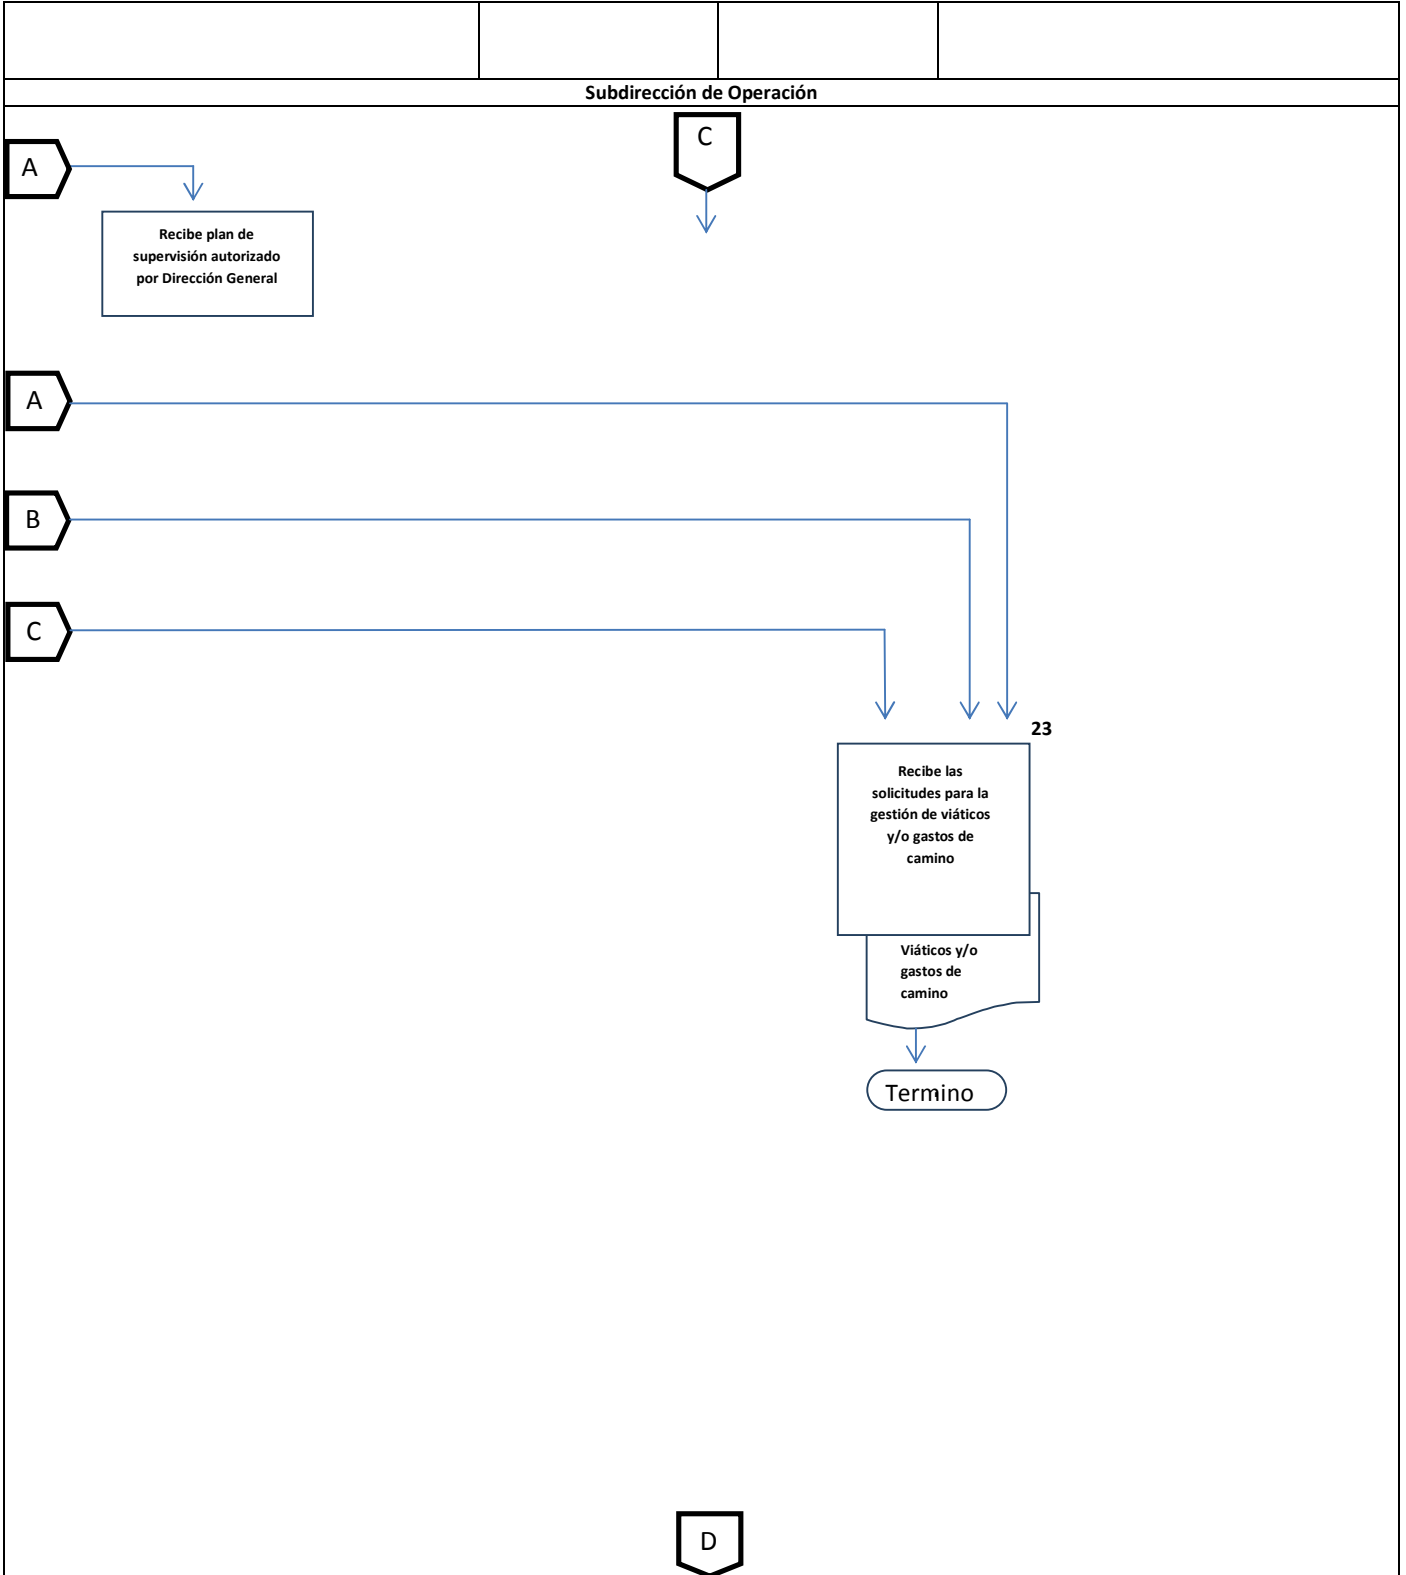 Subdirección de Operación
C
A
Recibe plan de
supervisión autorizado
por Dirección General
A
B
C
23
Recibe las
solicitudes para la
gestión de viáticos
y/o gastos de
camino
Viáticos y/o
gastos de
camino
Termino
D